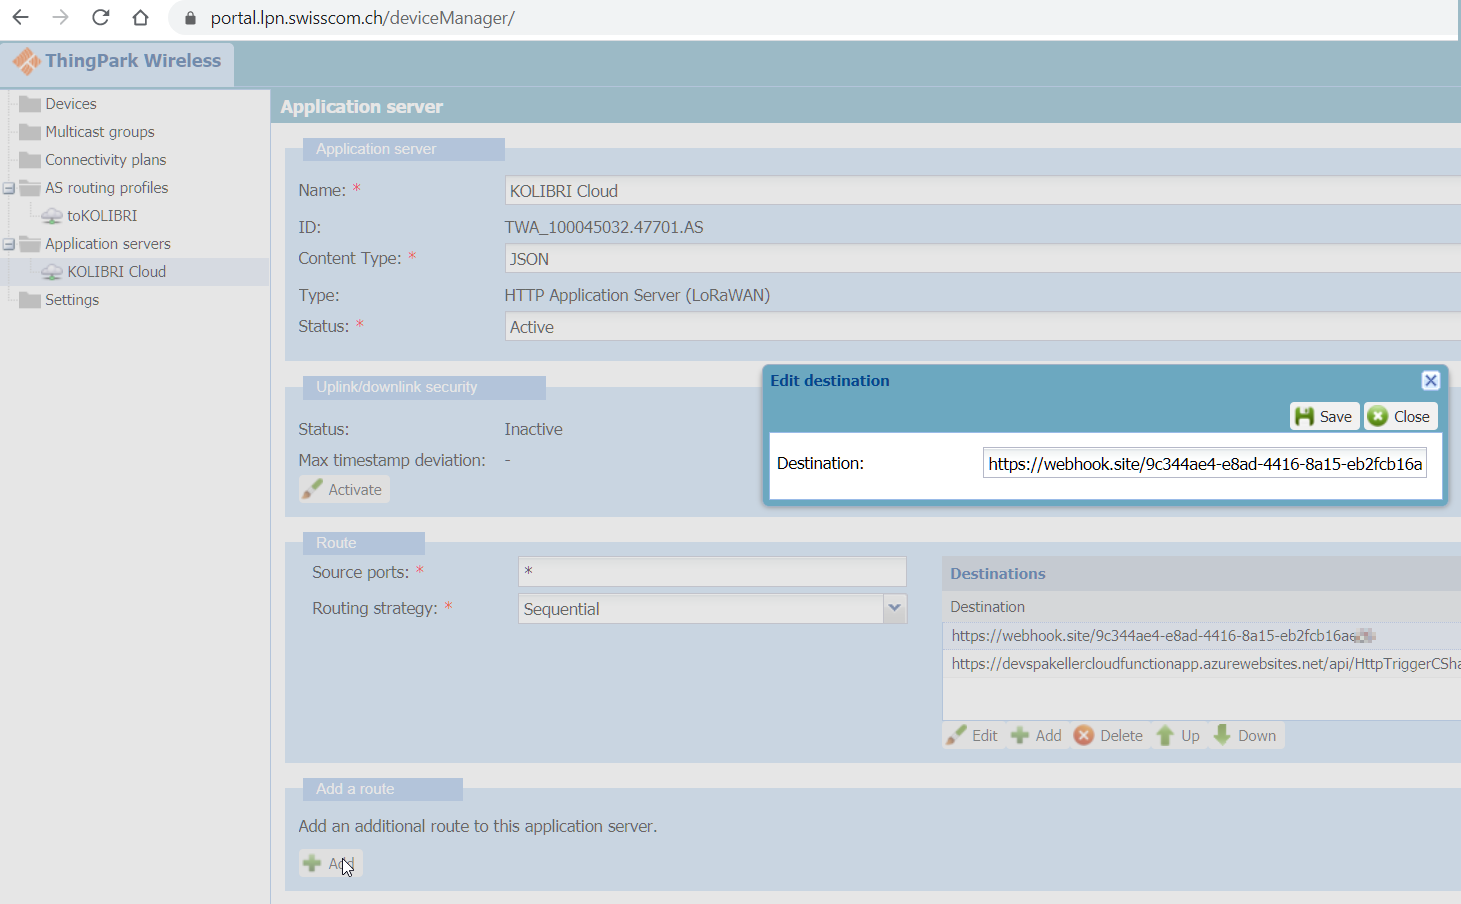 portal.lpn.swisscom.ch/deviceManager/
ThingPark Wireless
Devices
Multicast groups
Connectivity plans
AS routing profiles
toKOLIBRI
Application servers
KOLIBRI Cloud
Settings
Application server
Application server
Name: * KOLIBRI Cloud
ID: TWA_100045032.47701.AS
Content Type: * JSON
Type: HTTP Application Server (LoRaWAN)
Status: * Active
Uplink/downlink security
Status: Inactive
Max timestamp deviation: -
Activate
Edit destination
Save Close
Destination: https://webhook.site/9c344ae4-e8ad-4416-8a15-eb2fcb16a
Route
Source ports: * *
Routing strategy: * Sequential
Destinations
Destination
https://webhook.site/9c344ae4-e8ad-4416-8a15-eb2fcb16ae
https://devspakellercloudfunctionapp.azurewebsites.net/api/HttpTriggerCSha
Edit Add Delete Up Down
Add a route
Add an additional route to this application server.
Add